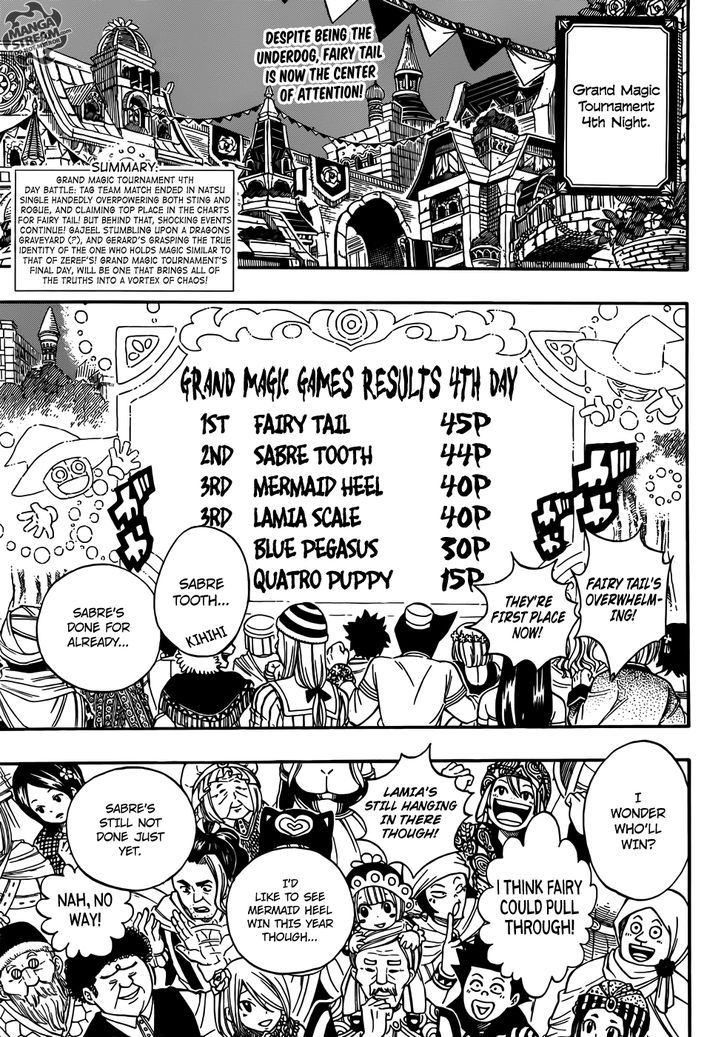 MANGA
STREAM
.COM
DESPITE BEING THE
UNDERDOG, FAIRY TAIL
IS NOW THE CENTER
OF ATTENTION!
Grand Magic
Tournament
4th Night.
SUMMARY:
GRAND MAGIC TOURNAMENT 4TH
DAY BATTLE: TAG TEAM MATCH ENDED IN NATSU
SINGLE HANDEDLY OVERPOWERING BOTH STING AND
ROGUE, AND CLAIMING TOP PLACE IN THE CHARTS
FOR FAIRY TAIL! BUT BEHIND THAT, SHOCKING EVENTS
CONTINUE! GAJEEL STUMBLING UPON A DRAGONS
GRAVEYARD (?), AND GERARD'S GRASPING THE TRUE
IDENTITY OF THE ONE WHO HOLDS MAGIC SIMILAR TO
THAT OF ZEREF'S! GRAND MAGIC TOURNAMENT'S
FINAL DAY, WILL BE ONE THAT BRINGS ALL OF
THE TRUTHS INTO A VORTEX OF CHAOS!
GRAND MAGIC GAMES RESULTS 4TH DAY
1ST FAIRY TAIL 45P
2ND SABRE TOOTH 44P
3RD MERMAID HEEL 40P
3RD LAMIA SCALE 40P
BLUE PEGASUS 30P
QUATRO PUPPY 15P
ガヤ
ガヤ
FAIRY TAIL'S
OVERWHELM-
ING!
THEY'RE
FIRST PLACE
NOW!
SABRE
TOOTH...
KIHIHI
SABRE'S
DONE FOR
ALREADY...
I
WONDER
WHO'LL
WIN?
LAMIA'S
STILL HANGING
IN THERE
THOUGH!
I THINK FAIRY
COULD PULL
THROUGH!
SABRE'S
STILL NOT
DONE JUST
YET.
I'D
LIKE TO SEE
MERMAID HEEL
WIN THIS YEAR
THOUGH...
NAH, NO
WAY!